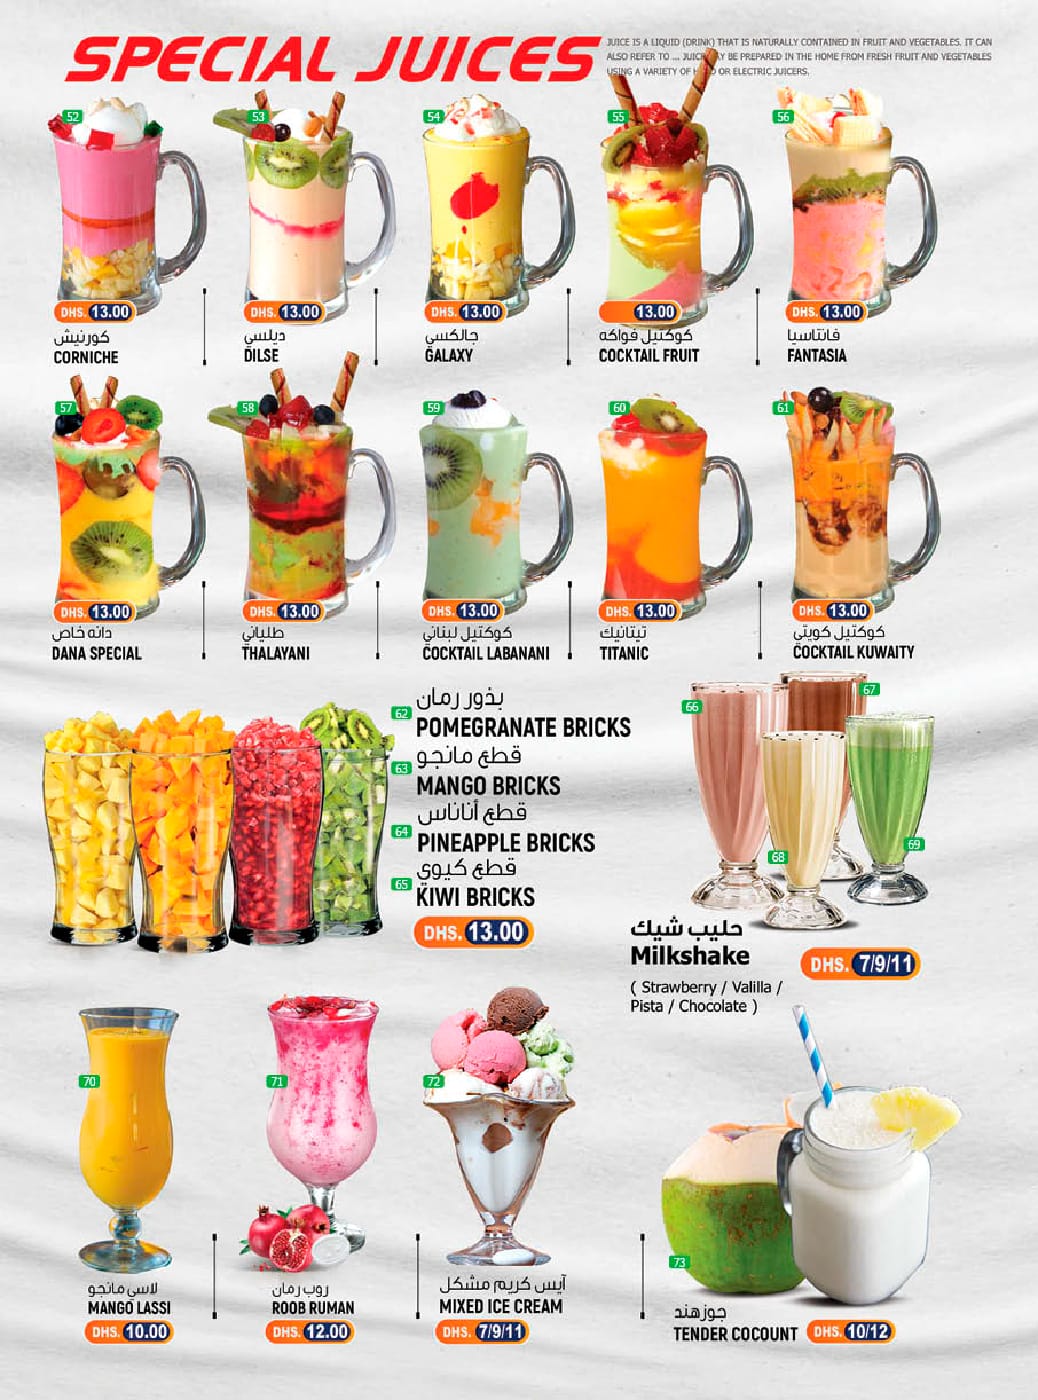 SPECIAL JUICES
JUICE IS A LIQUID (DRINK) THAT IS NATURALLY CONTAINED IN FRUIT AND VEGETABLES. IT CAN
ALSO REFER TO ... JUICE BE PREPARED IN THE HOME FROM FRESH FRUIT AND VEGETABLES
USING A VARIETY OF OR ELECTRIC JUICERS.
52
53
54
55
56
DHS. 13.00
DHS. 13.00
DHS. 13.00
13.00
DHS. 13.00
كورنيش
ديلسي
جالكسي
كوكتيل فواكه
فانتاسيا
CORNICHE
DILSE
GALAXY
COCKTAIL FRUIT
FANTASIA
57
58
59
60
61
DHS. 13.00
DHS. 13.00
DHS. 13.00
DHS. 13.00
DHS. 13.00
دانه خاص
طلياني
كوكتيل لبناني
تيتانيك
كوكتيل كويتي
DANA SPECIAL
THALAYANI
COCKTAIL LABANANI
TITANIC
COCKTAIL KUWAITY
بذور رمان
62 POMEGRANATE BRICKS
قطع مانجو
63 MANGO BRICKS
قطع أناناس
64 PINEAPPLE BRICKS
قطع كيوي
65 KIWI BRICKS
DHS. 13.00
66
67
68
69
حليب شيك
Milkshake
DHS. 7/9/11
( Strawberry / Valilla /
Pista / Chocolate )
70
71
72
73
لاسي مانجو
MANGO LASSI
DHS. 10.00
روب رمان
ROOB RUMAN
DHS. 12.00
آيس كريم مشكل
MIXED ICE CREAM
DHS. 7/9/11
جوزهند
TENDER COCOUNT DHS. 10/12